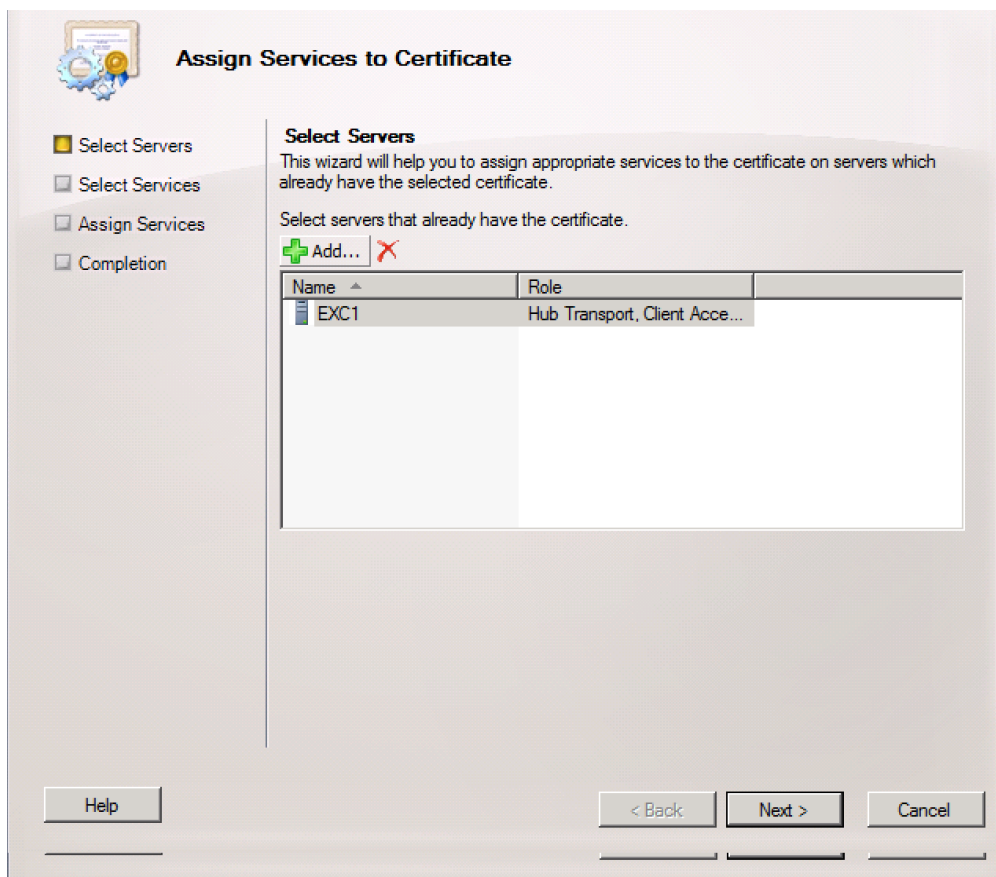 Assign Services to Certificate
Select Servers
Select Services
Assign Services
Completion
Select Servers
This wizard will help you to assign appropriate services to the certificate on servers which
already have the selected certificate.
Select servers that already have the certificate.
Add...
Name Role
EXC1 Hub Transport, Client Acce...
Help < Back Next > Cancel